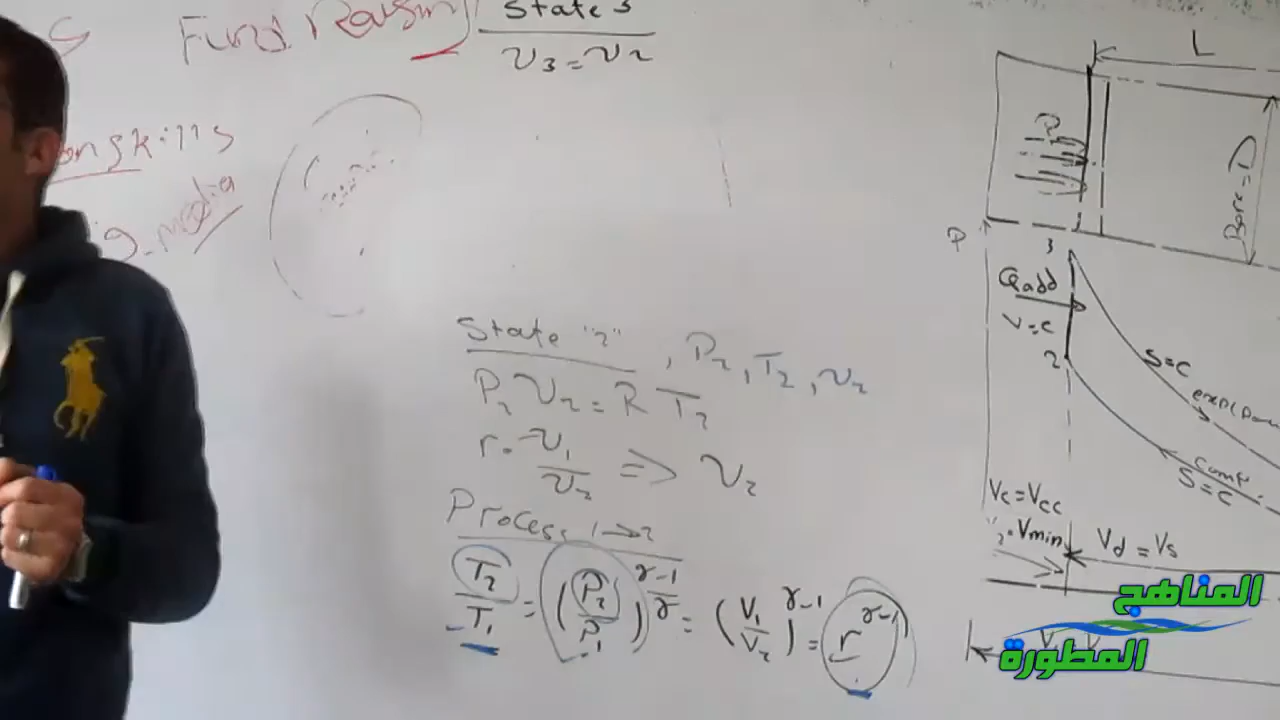 Fund Raising
State 3
v3 = v2
ong skills
g. media
State "2" , P2 , T2 , v2
P2 v2 = R T2
r = v1/v2 => v2
Process 1→2
T2/T1 = (P2/P1)^(γ-1/γ) = (V1/V2)^(γ-1) = r^(γ-1)
L
Bore = D
P
3
Qadd
V=c
2
S=C
comp.
S=C
Vc = Vcc
Vmin
Vd = Vs
المناهج
المطورة